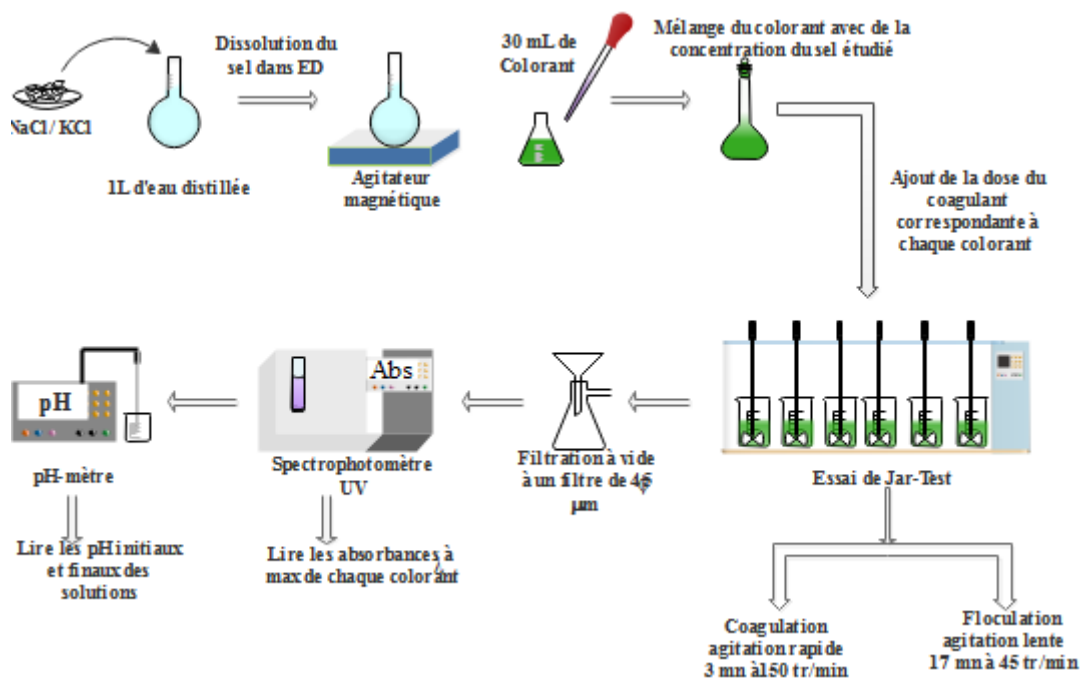 Dissolution du
sel dans ED
NaCl / KCl
1L d'eau distillée
Agitateur
magnétique
30 mL de
Colorant
Mélange du colorant avec de la
concentration du sel étudié
Ajout de la dose du
coagulant
correspondante à
chaque colorant
Essai de Jar-Test
Coagulation
agitation rapide
3 mn à150 tr/min
Floculation
agitation lente
17 mn à 45 tr/min
Filtration à vide
à un filtre de
µm
Abs
Spectrophotomètre
UV
Lire les absorbances à
max de chaque colorant
pH
pH-mètre
Lire les pH initiaux
et finaux des
solutions